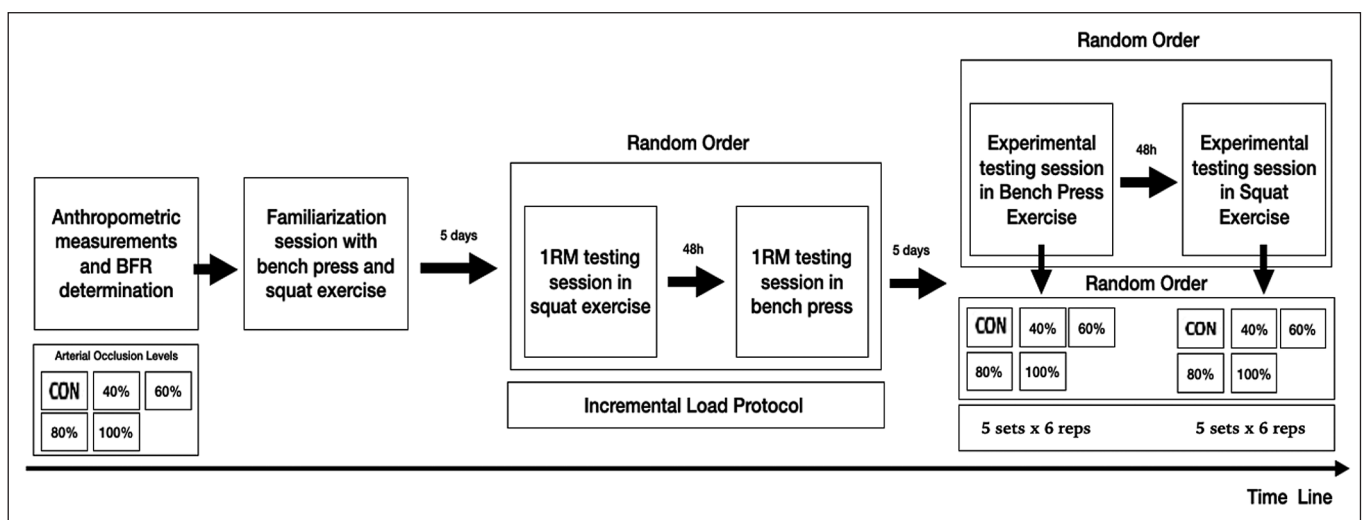 Anthropometric
measurements
and BFR
determination
Arterial Occlusion Levels
CON 40% 60%
80% 100%
Familiarization
session with
bench press and
squat exercise
5 days
Random Order
1RM testing
session in
squat exercise
48h
1RM testing
session in
bench press
Incremental Load Protocol
5 days
Random Order
Experimental
testing session
in Bench Press
Exercise
48h
Experimental
testing session
in Squat
Exercise
Random Order
CON 40% 60%
80% 100%
CON 40% 60%
80% 100%
5 sets x 6 reps
5 sets x 6 reps
Time Line